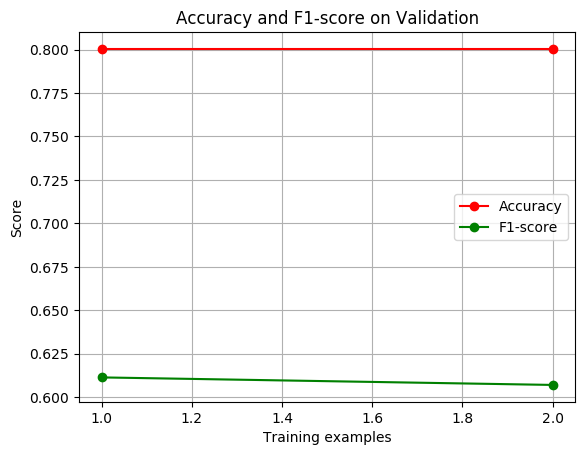 Accuracy and F1-score on Validation
0.800
0.775
0.750
0.725
0.700
0.675
0.650
0.625
0.600
Score
Accuracy
F1-score
1.0 1.2 1.4 1.6 1.8 2.0
Training examples